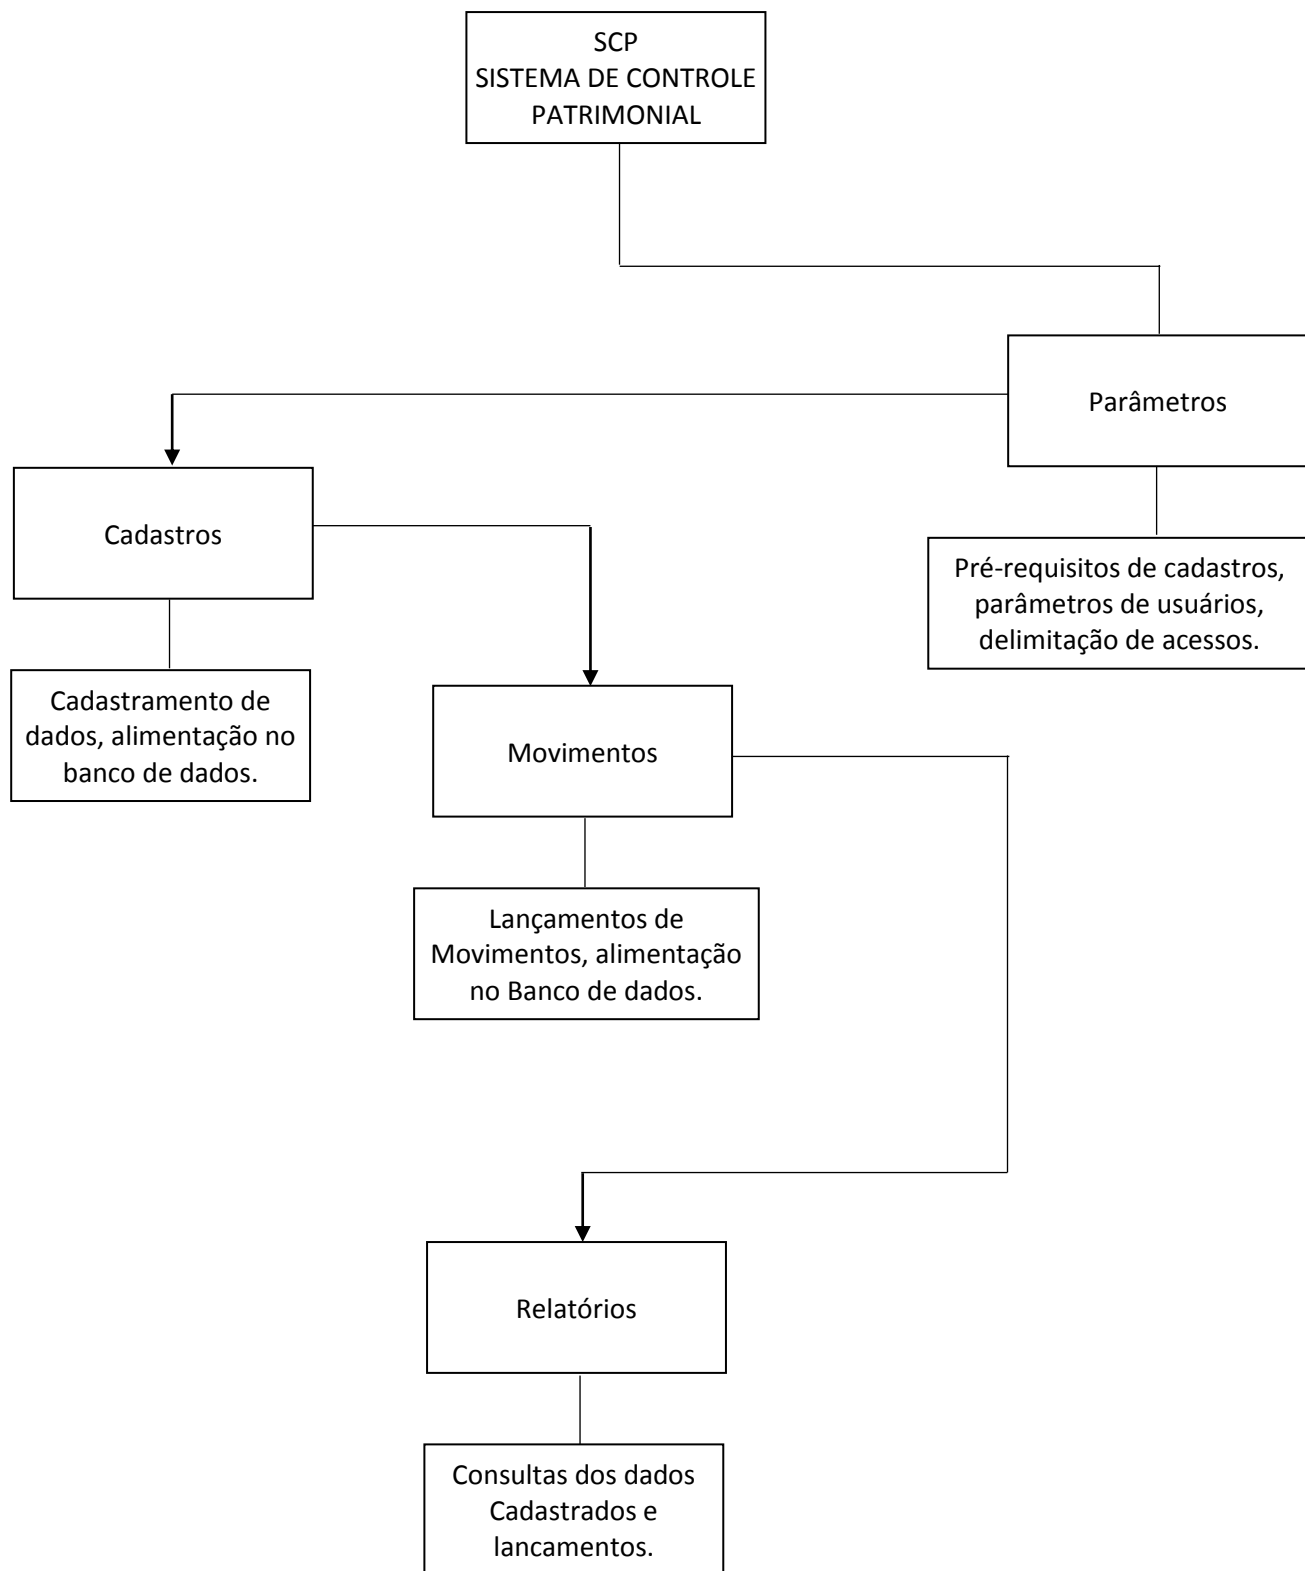 SCP
SISTEMA DE CONTROLE
PATRIMONIAL
Parâmetros
Cadastros
Pré-requisitos de cadastros,
parâmetros de usuários,
delimitação de acessos.
Cadastramento de
dados, alimentação no
banco de dados.
Movimentos
Lançamentos de
Movimentos, alimentação
no Banco de dados.
Relatórios
Consultas dos dados
Cadastrados e
lancamentos.